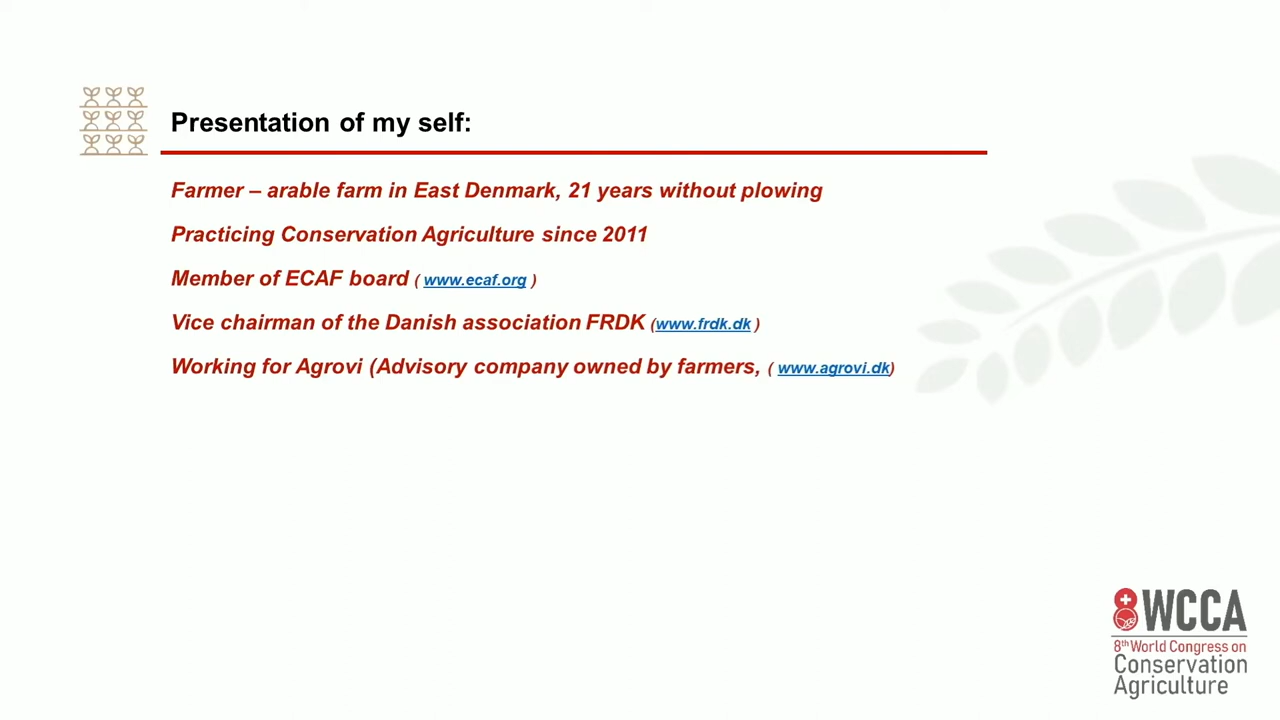 Presentation of my self:
Farmer – arable farm in East Denmark, 21 years without plowing
Practicing Conservation Agriculture since 2011
Member of ECAF board ( www.ecaf.org )
Vice chairman of the Danish association FRDK (www.frdk.dk )
Working for Agrovi (Advisory company owned by farmers, ( www.agrovi.dk)
8 WCCA
8th World Congress on
Conservation
Agriculture